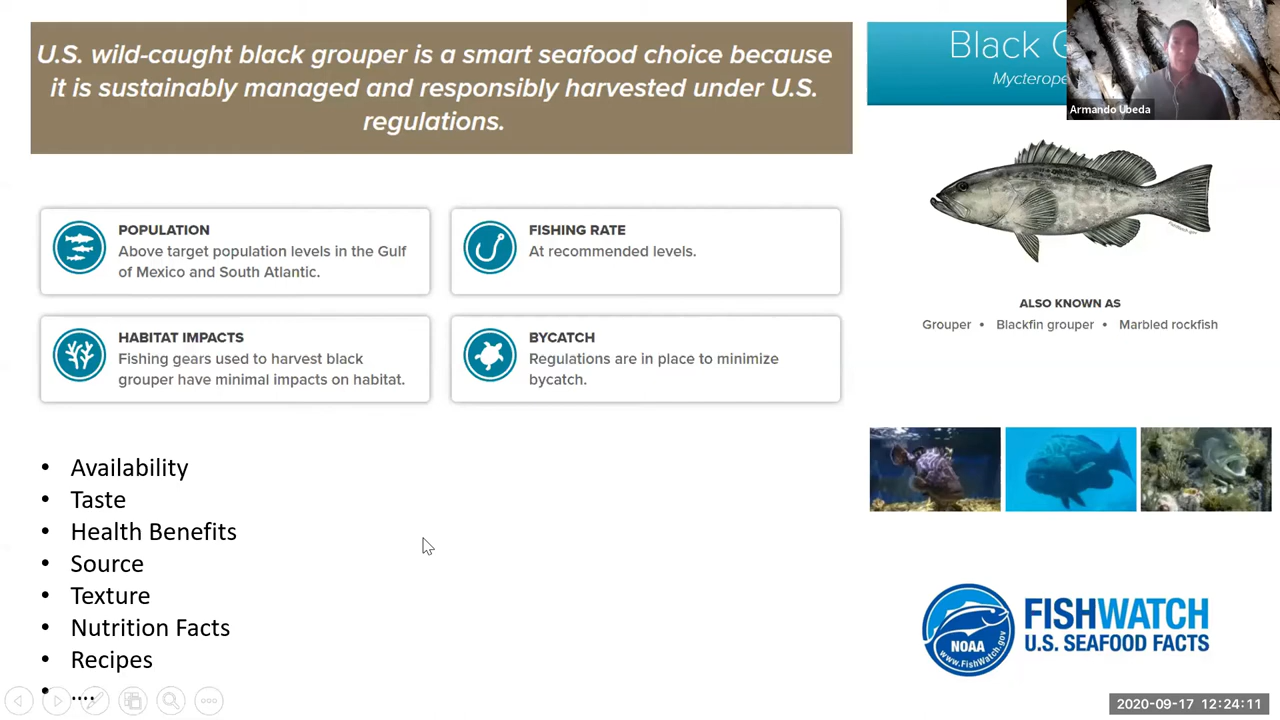 U.S. wild-caught black grouper is a smart seafood choice because
it is sustainably managed and responsibly harvested under U.S.
regulations.
Black
Mycterope
Armando Ubeda
POPULATION
Above target population levels in the Gulf
of Mexico and South Atlantic.
FISHING RATE
At recommended levels.
HABITAT IMPACTS
Fishing gears used to harvest black
grouper have minimal impacts on habitat.
BYCATCH
Regulations are in place to minimize
bycatch.
ALSO KNOWN AS
Grouper • Blackfin grouper • Marbled rockfish
• Availability
• Taste
• Health Benefits
• Source
• Texture
• Nutrition Facts
• Recipes
• ....
NOAA
www.FishWatch.gov
FISHWATCH
U.S. SEAFOOD FACTS
2020-09-17 12:24:11